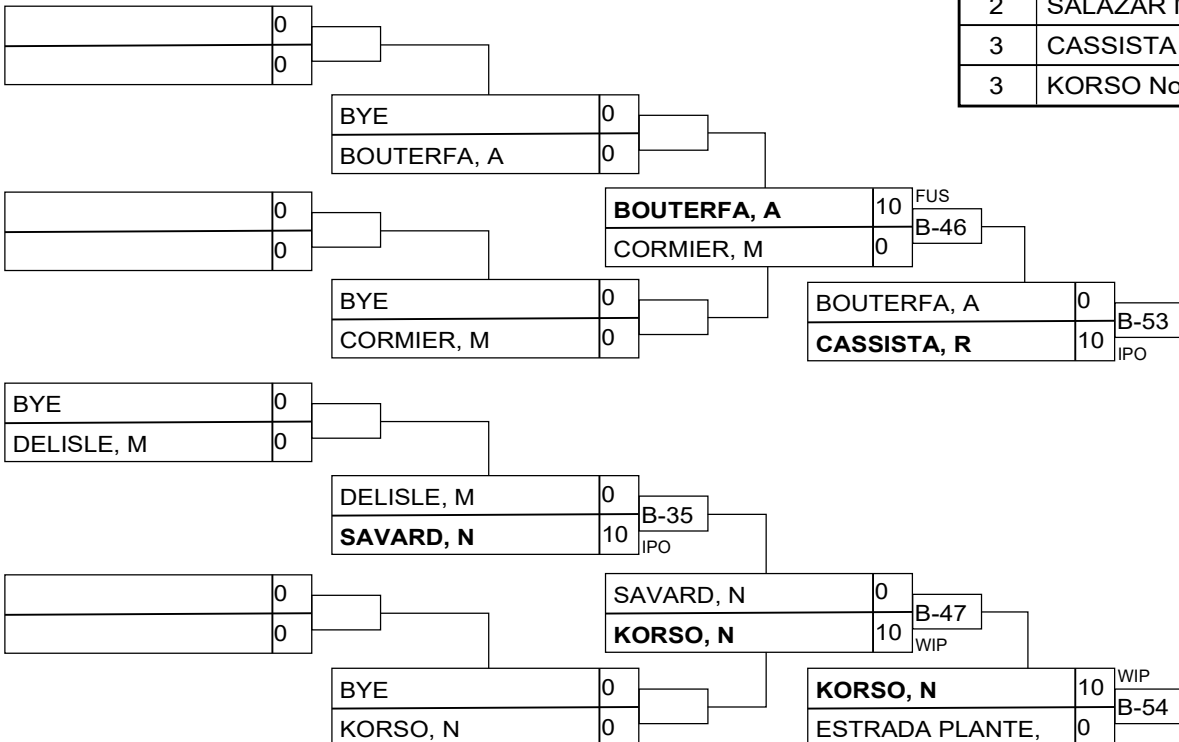 2 SALAZAR
3 CASSISTA
3 KORSO No
0
0
BYE 0
BOUTERFA, A 0
0
0
BOUTERFA, A 10 FUS
B-46
CORMIER, M 0
BYE 0
CORMIER, M 0
BOUTERFA, A 0
B-53
CASSISTA, R 10 IPO
BYE 0
DELISLE, M 0
DELISLE, M 0
B-35
SAVARD, N 10 IPO
0
0
SAVARD, N 0
B-47
KORSO, N 10 WIP
BYE 0
KORSO, N 0
KORSO, N 10 WIP
B-54
ESTRADA PLANTE, 0